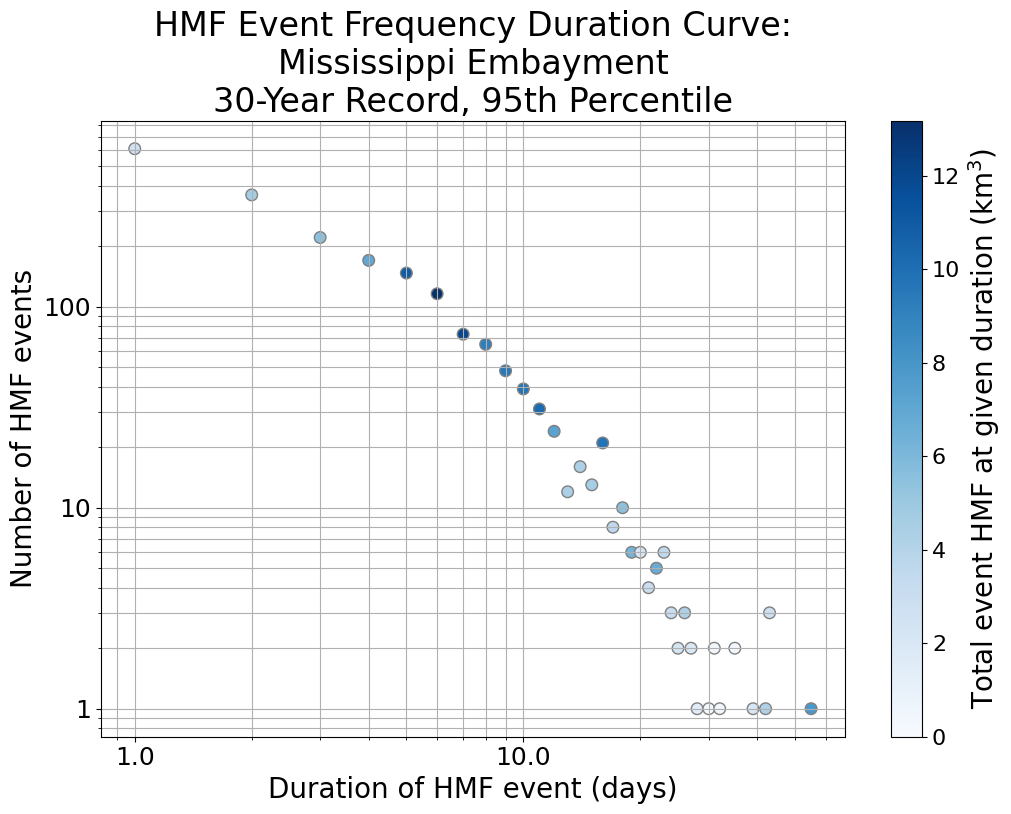 HMF Event Frequency Duration Curve:
Mississippi Embayment
30-Year Record, 95th Percentile
Number of HMF events
100
10
1
1.0
10.0
Duration of HMF event (days)
12
10
8
6
4
2
0
Total event HMF at given duration (km³)